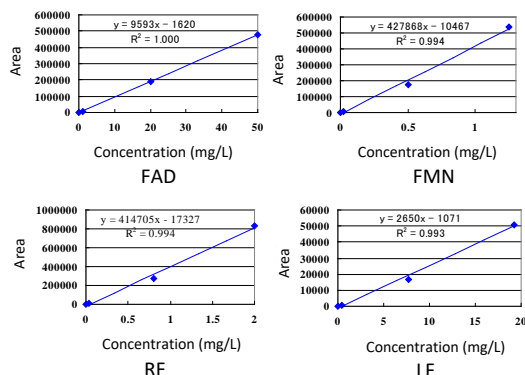 y = 9593x − 1620
R² = 1.000
600000
500000
400000
300000
200000
100000
0
Area
0 10 20 30 40 50
Concentration (mg/L)
FAD
y = 427868x − 10467
R² = 0.994
600000
500000
400000
300000
200000
100000
0
Area
0 0.5 1
Concentration (mg/L)
FMN
y = 414705x - 17327
R² = 0.994
1000000
800000
600000
400000
200000
0
Area
0 0.5 1 1.5 2
Concentration (mg/L)
RF
y = 2650x − 1071
R² = 0.993
60000
50000
40000
30000
20000
10000
0
Area
0 5 10 15 20
Concentration (mg/L)